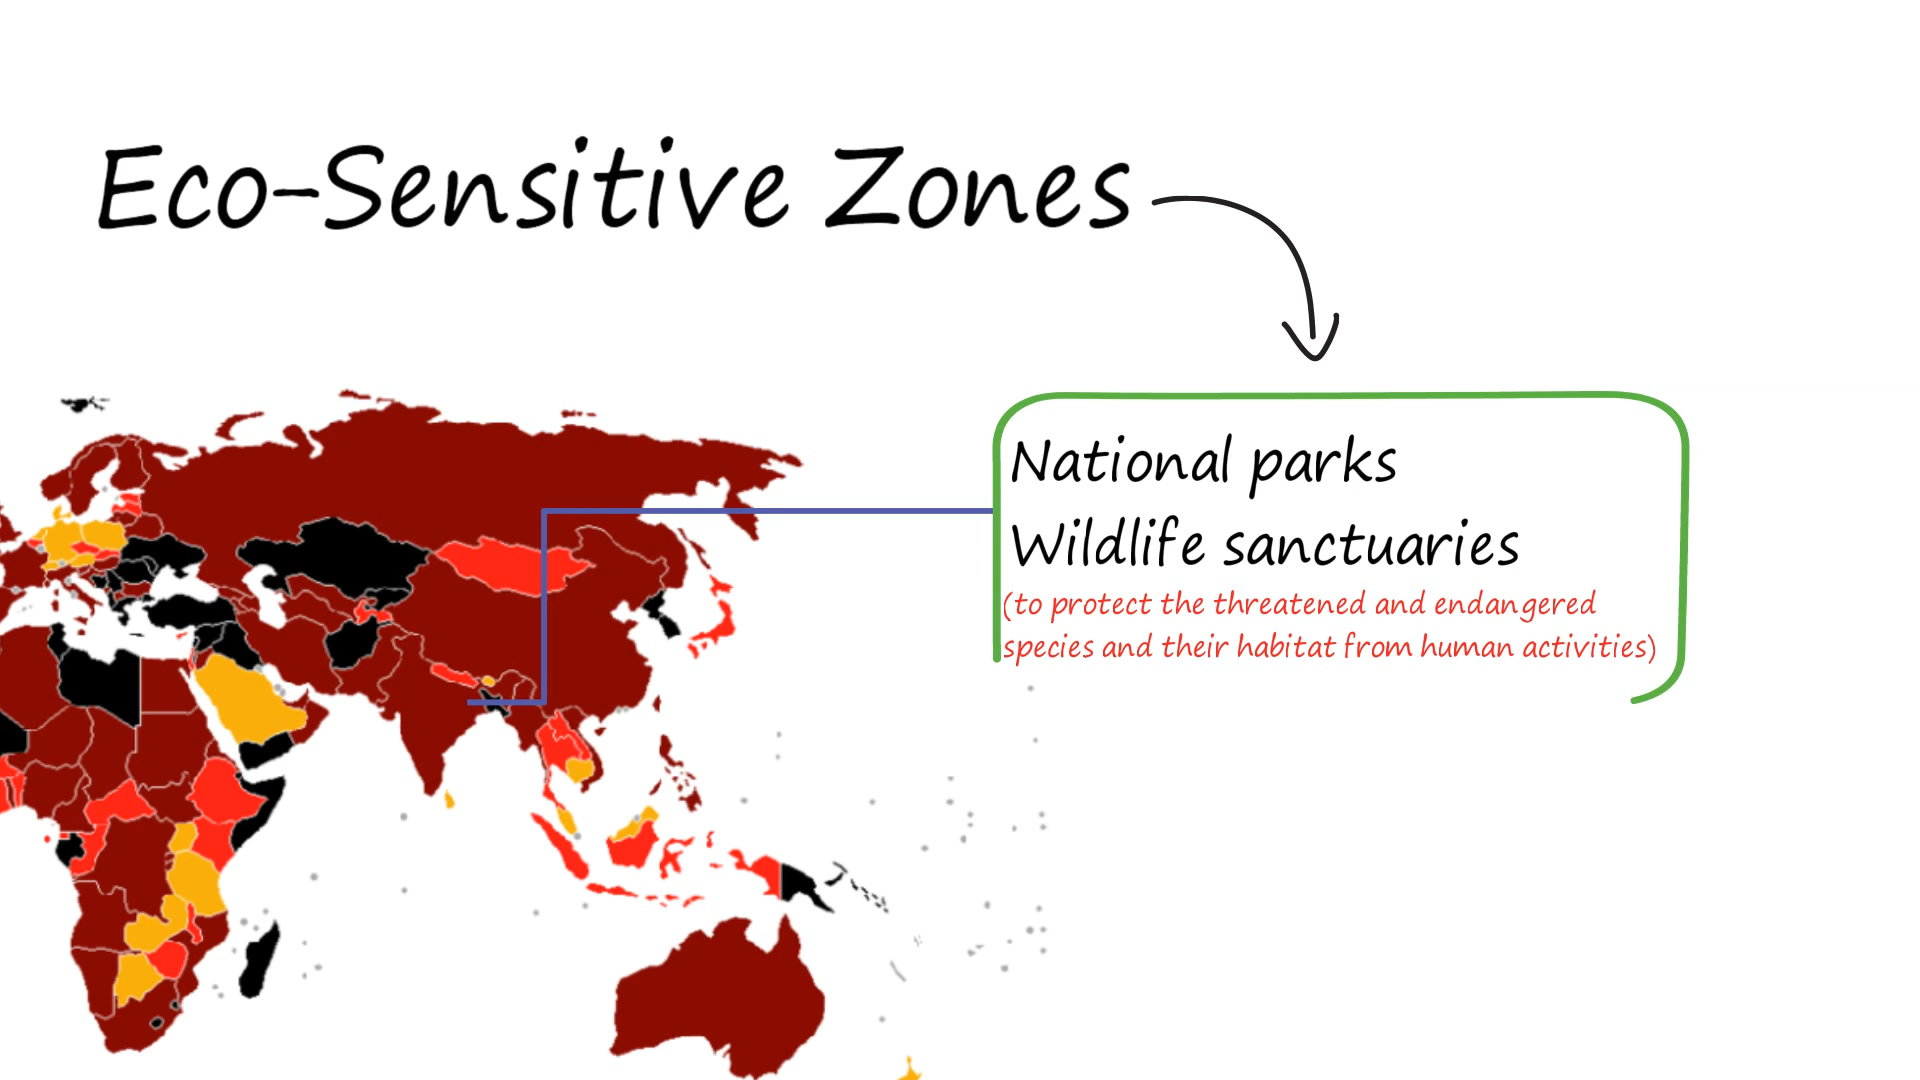 Eco-Sensitive Zones
National parks
Wildlife sanctuaries
(to protect the threatened and endangered
species and their habitat from human activities)